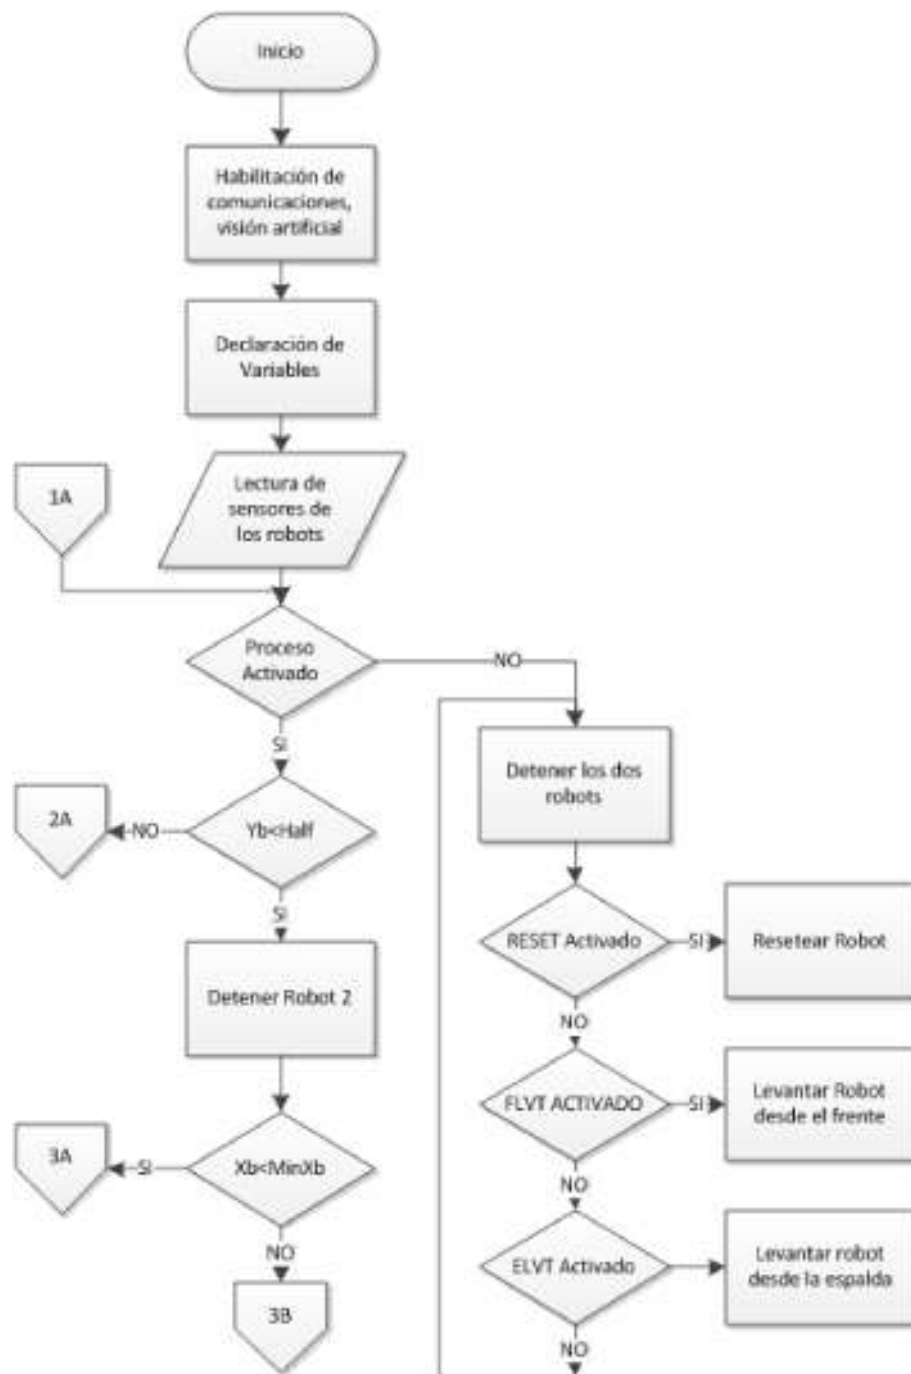 Inicio
Habilitación de
comunicaciones,
visión artificial
Declaración de
Variables
1A
Lectura de
sensores de
los robots
Proceso
Activado
NO
SI
2A
NO
Yb<Half
SI
Detener Robot 2
3A
SI
Xb<MinXb
NO
3B
Detener los dos
robots
RESET Activado
SI
Resetear Robot
NO
FLVT ACTIVADO
SI
Levantar Robot
desde el frente
NO
ELVT Activado
Levantar robot
desde la espalda
NO